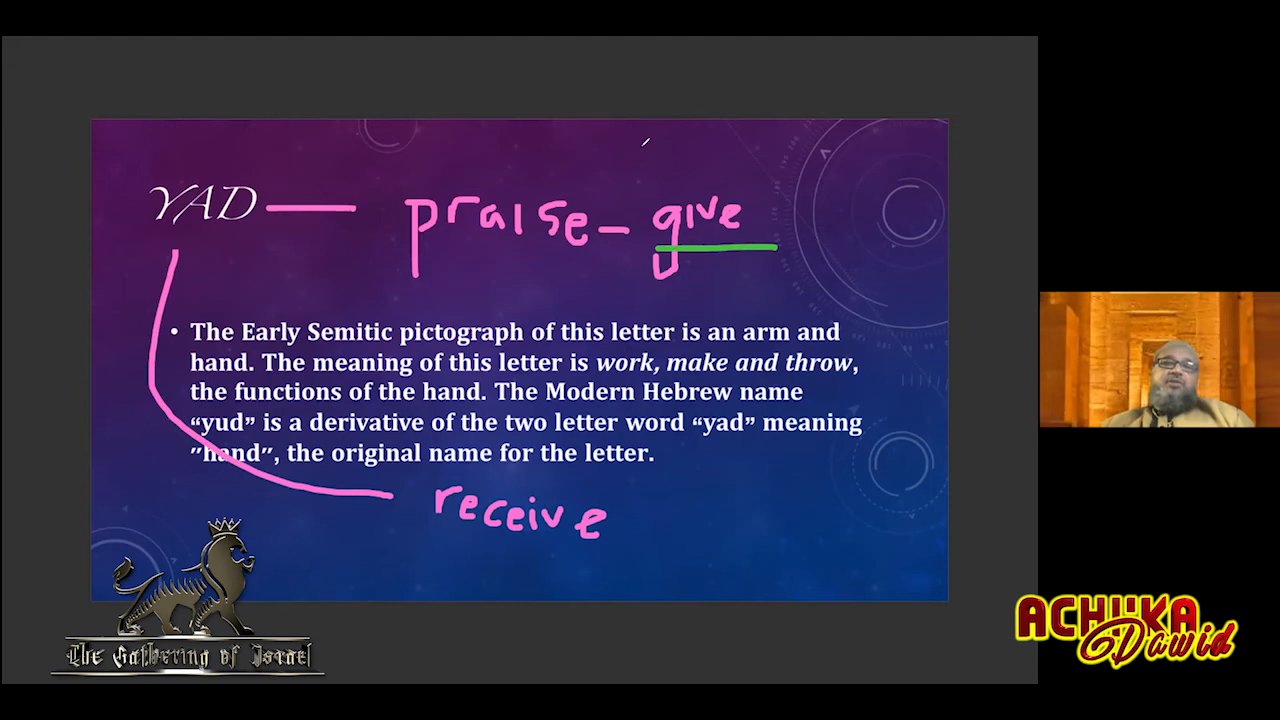 YAD — praise - give
• The Early Semitic pictograph of this letter is an arm and
hand. The meaning of this letter is work, make and throw,
the functions of the hand. The Modern Hebrew name
“yud” is a derivative of the two letter word “yad” meaning
”hand”, the original name for the letter.
receive
The Gathering of Israel
ACHIYKA
Dawid